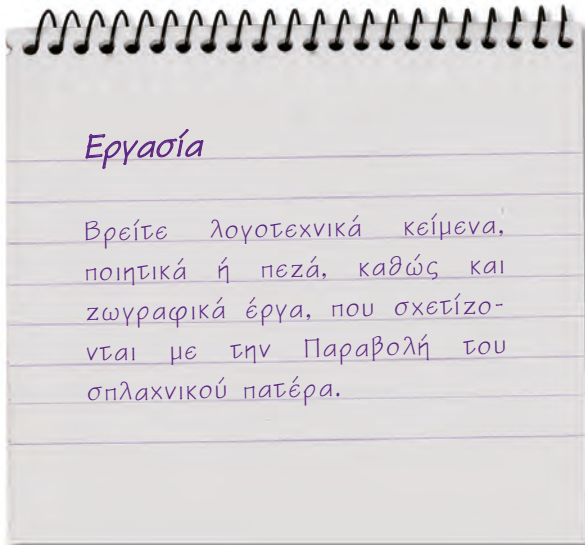 Εργασία
Βρείτε λογοτεχνικά κείμενα,
ποιητικά ή πεζά, καθώς και
ζωγραφικά έργα, που σχετίζο-
νται με την Παραβολή του
σπλαχνικού πατέρα.